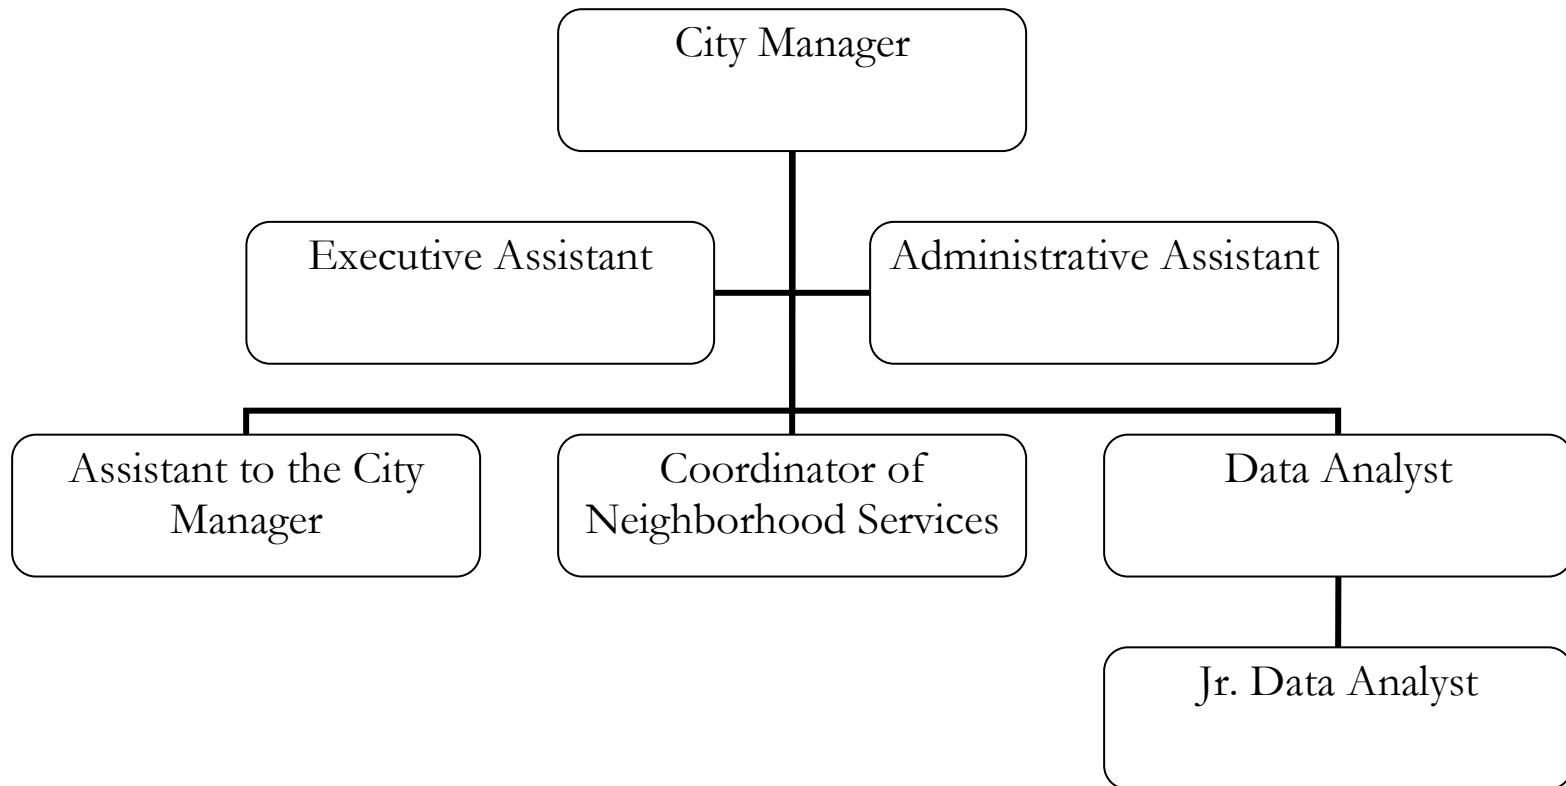 City Manager
Executive Assistant
Administrative Assistant
Assistant to the City
Manager
Coordinator of
Neighborhood Services
Data Analyst
Jr. Data Analyst